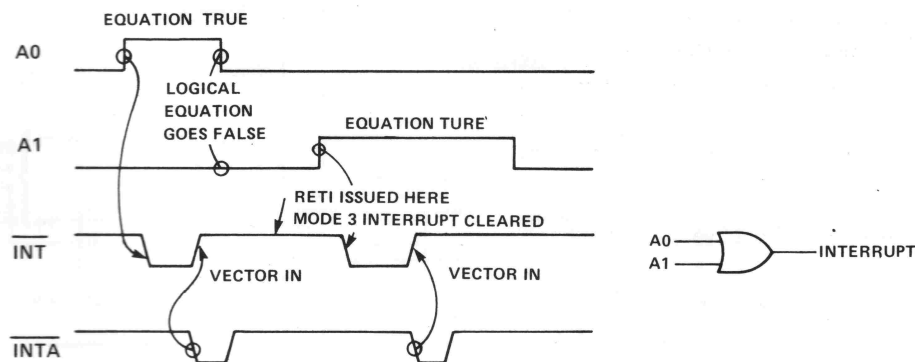 EQUATION TRUE
A0
LOGICAL
EQUATION
GOES FALSE
EQUATION TURE
A1
RETI ISSUED HERE
MODE 3 INTERRUPT CLEARED
INT
VECTOR IN
VECTOR IN
INTA
A0
A1
INTERRUPT